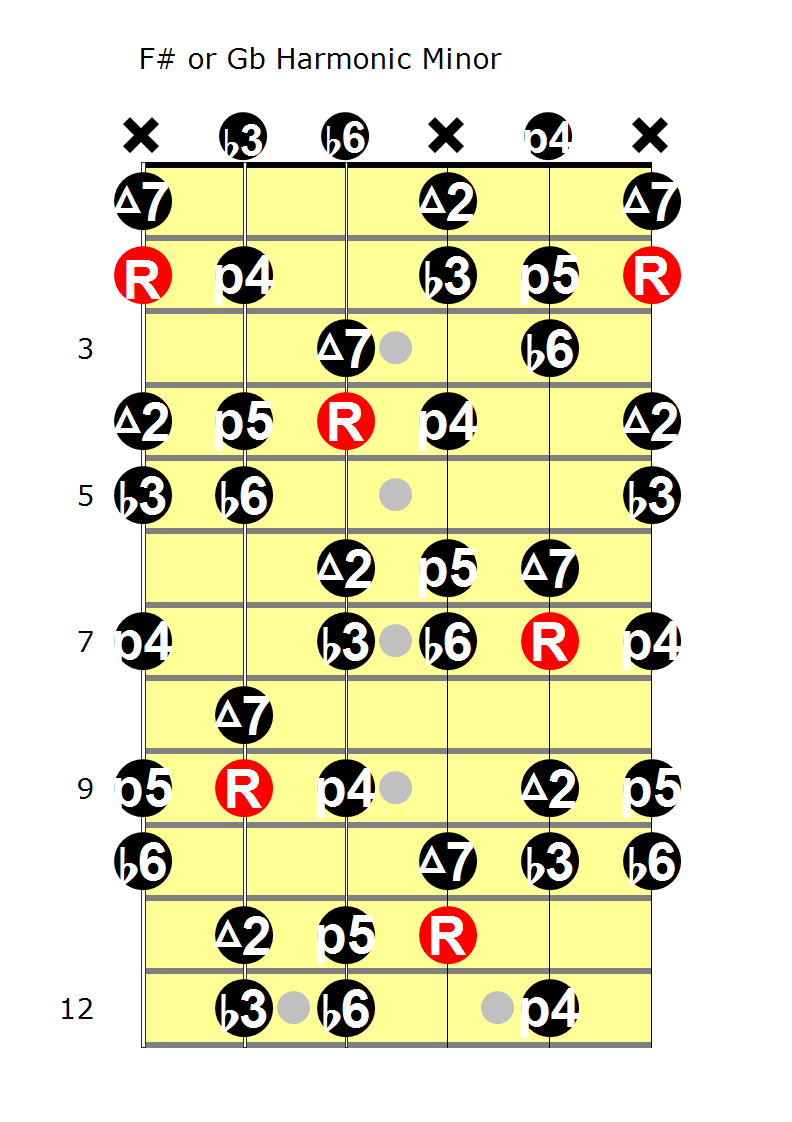 F# or Gb Harmonic Minor
× ♭3 ♭6 × p4 ×
Δ7 Δ2 Δ7
R p4 ♭3 p5 R
3 Δ7 ♭6
Δ2 p5 R p4 Δ2
5 ♭3 ♭6 ♭3
Δ2 p5 Δ7
7 p4 ♭3 ♭6 R p4
Δ7
9 p5 R p4 Δ2 p5
♭6 Δ7 ♭3 ♭6
Δ2 p5 R
12 ♭3 ♭6 p4